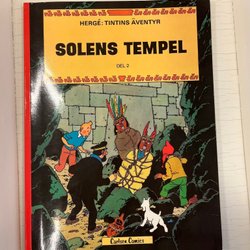 HERGÉ: TINTINS ÄVENTYR
SOLENS TEMPEL
DEL 2
Carlsen Comics